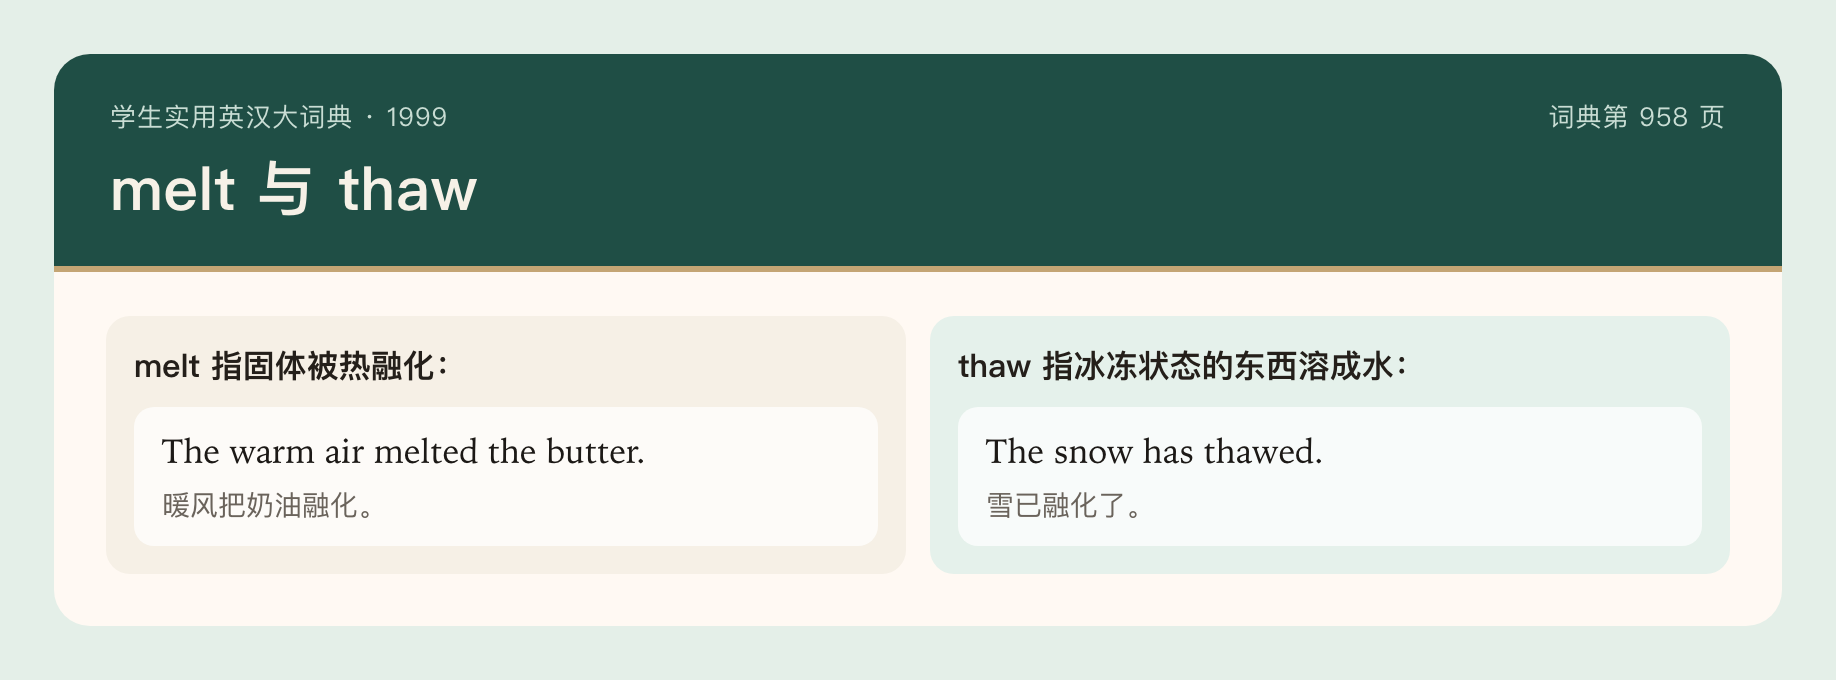 学生实用英汉大词典 · 1999
词典第 958 页
melt 与 thaw
melt 指固体被热融化：
The warm air melted the butter.
暖风把奶油融化。
thaw 指冰冻状态的东西溶成水：
The snow has thawed.
雪已融化了。